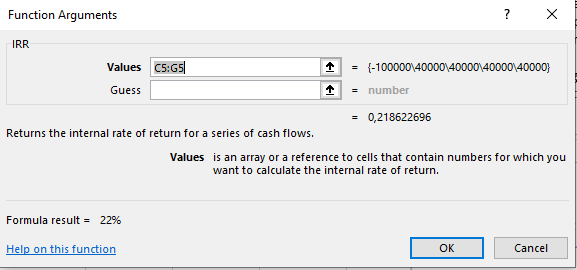 Function Arguments
IRR
Values C5:G5 = {-100000\40000\40000\40000\40000}
Guess = number
= 0,218622696
Returns the internal rate of return for a series of cash flows.
Values is an array or a reference to cells that contain numbers for which you
want to calculate the internal rate of return.
Formula result = 22%
Help on this function
OK Cancel